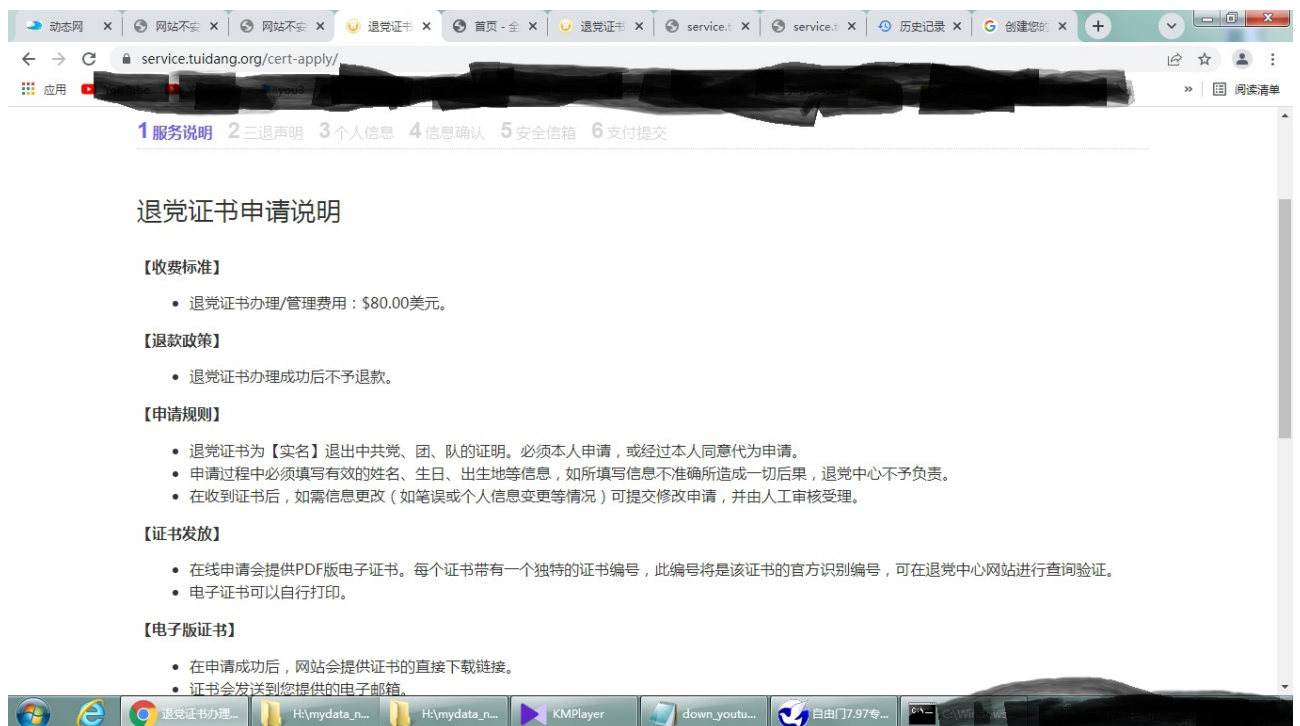 动态网 网站不安 网站不安 退党证书 首页 - 全 退党证书 service.t service.t 历史记录 创建您的
service.tuidang.org/cert-apply/
应用 Youtube you3 阅读清单
1 服务说明 2 三退声明 3 个人信息 4 信息确认 5 安全信箱 6 支付提交
退党证书申请说明
【收费标准】
退党证书办理/管理费用：$80.00美元。
【退款政策】
退党证书办理成功后不予退款。
【申请规则】
退党证书为【实名】退出中共党、团、队的证明。必须本人申请，或经过本人同意代为申请。
申请过程中必须填写有效的姓名、生日、出生地等信息，如所填写信息不准确所造成一切后果，退党中心不予负责。
在收到证书后，如需信息更改（如笔误或个人信息变更等情况）可提交修改申请，并由人工审核受理。
【证书发放】
在线申请会提供PDF版电子证书。每个证书带有一个独特的证书编号，此编号将是该证书的官方识别编号，可在退党中心网站进行查询验证。
电子证书可以自行打印。
【电子版证书】
在申请成功后，网站会提供证书的直接下载链接。
证书会发送到您提供的电子邮箱。
退党证书办理... H:\mydata_n... H:\mydata_n... KMPlayer down_youtu... 自由门7.97专... C:\Windows